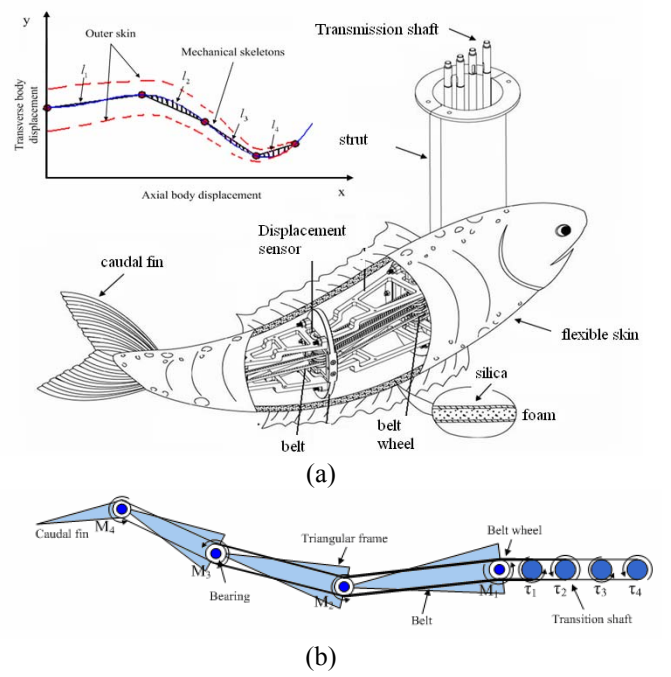 y
Outer skin
Mechanical skeletons
l1
l2
l3
l4
Transverse body
displacement
Axial body displacement
x
Transmission shaft
strut
Displacement
sensor
caudal fin
flexible skin
silica
foam
belt
belt
wheel
(a)
Caudal fin
M4
M3
Bearing
Triangular frame
M2
Belt
Belt wheel
M1
τ1
τ2
τ3
τ4
Transition shaft
(b)